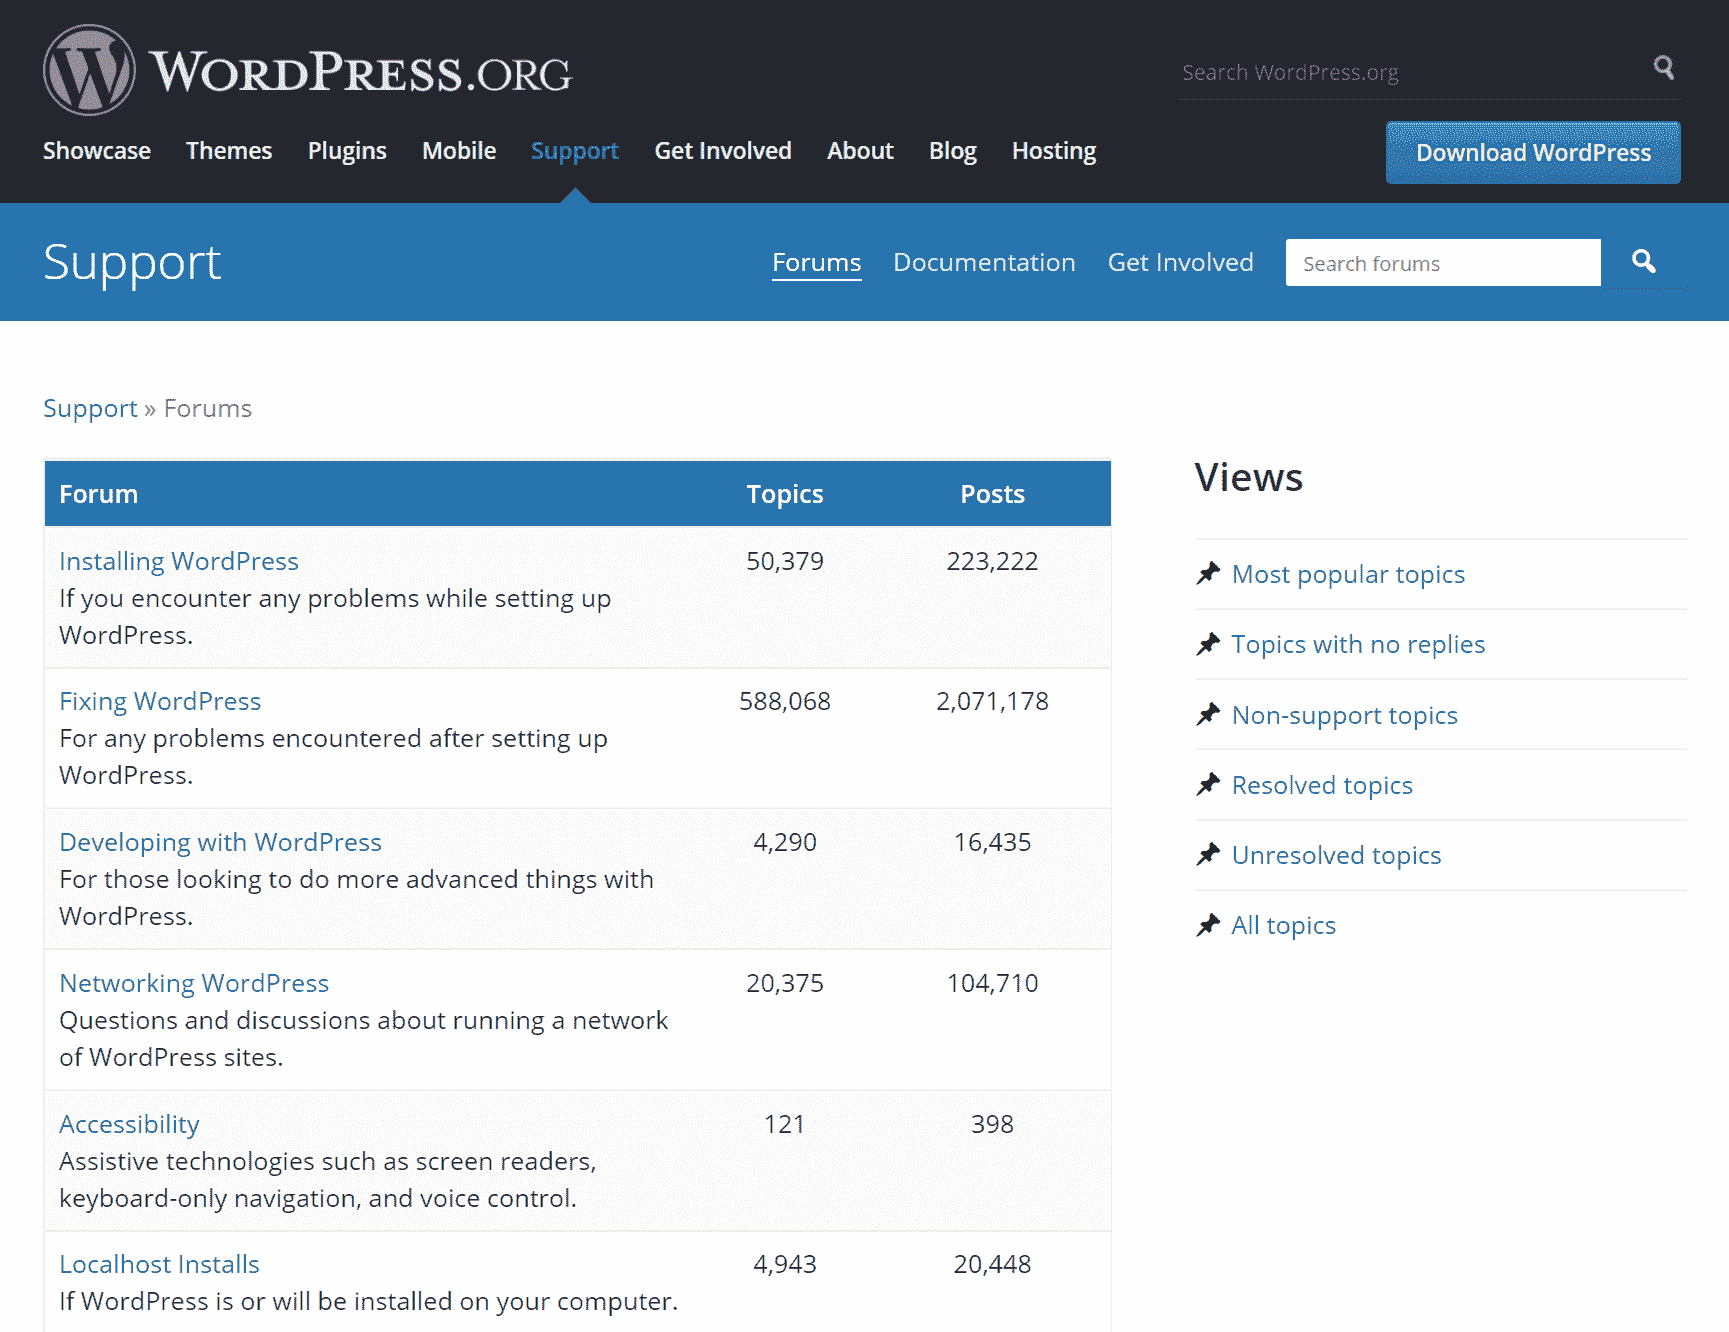 WORDPRESS.ORG
Search WordPress.org
Showcase Themes Plugins Mobile Support Get Involved About Blog Hosting
Download WordPress
Support
Forums Documentation Get Involved
Search forums
Support » Forums
Forum Topics Posts
Installing WordPress 50,379 223,222
If you encounter any problems while setting up
WordPress.
Fixing WordPress 588,068 2,071,178
For any problems encountered after setting up
WordPress.
Developing with WordPress 4,290 16,435
For those looking to do more advanced things with
WordPress.
Networking WordPress 20,375 104,710
Questions and discussions about running a network
of WordPress sites.
Accessibility 121 398
Assistive technologies such as screen readers,
keyboard-only navigation, and voice control.
Localhost Installs 4,943 20,448
If WordPress is or will be installed on your computer.
Views
Most popular topics
Topics with no replies
Non-support topics
Resolved topics
Unresolved topics
All topics